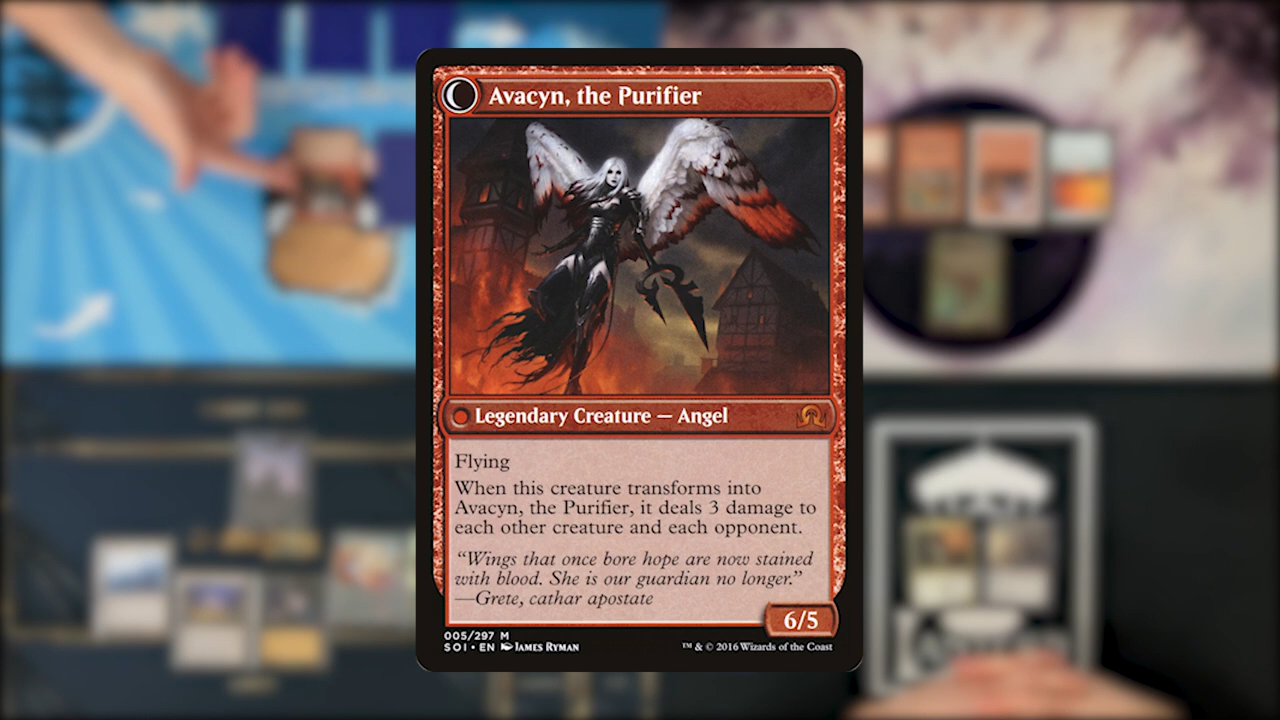 Avacyn, the Purifier
Legendary Creature — Angel
Flying
When this creature transforms into
Avacyn, the Purifier, it deals 3 damage to
each other creature and each opponent.
“Wings that once bore hope are now stained
with blood. She is our guardian no longer.”
—Grete, cathar apostate
6/5
005/297 M
SOI • EN James Ryman
™ & © 2016 Wizards of the Coast